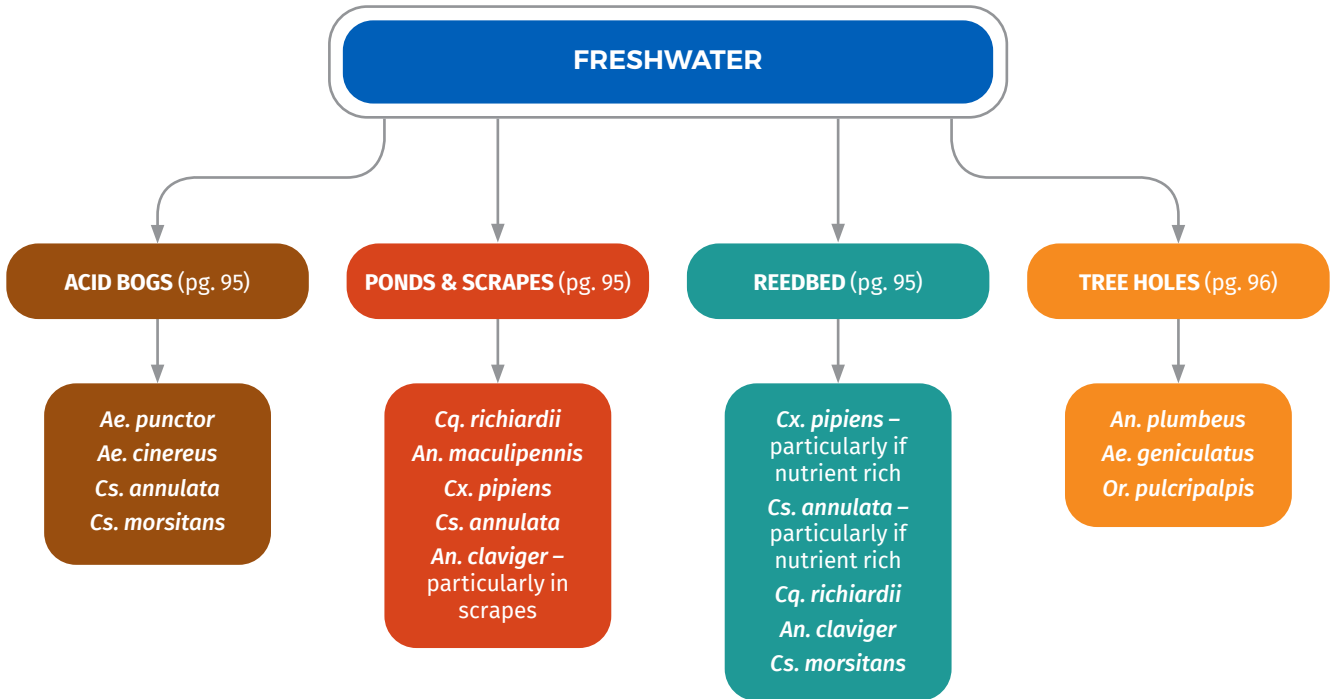 FRESHWATER
ACID BOGS (pg. 95)
PONDS & SCRAPES (pg. 95)
REEDBED (pg. 95)
TREE HOLES (pg. 96)
Ae. punctor
Ae. cinereus
Cs. annulata
Cs. morsitans
Cq. richiardii
An. maculipennis
Cx. pipiens
Cs. annulata
An. claviger –
particularly in
scrapes
Cx. pipiens –
particularly if
nutrient rich
Cs. annulata –
particularly if
nutrient rich
Cq. richiardii
An. claviger
Cs. morsitans
An. plumbeus
Ae. geniculatus
Or. pulcripalpis